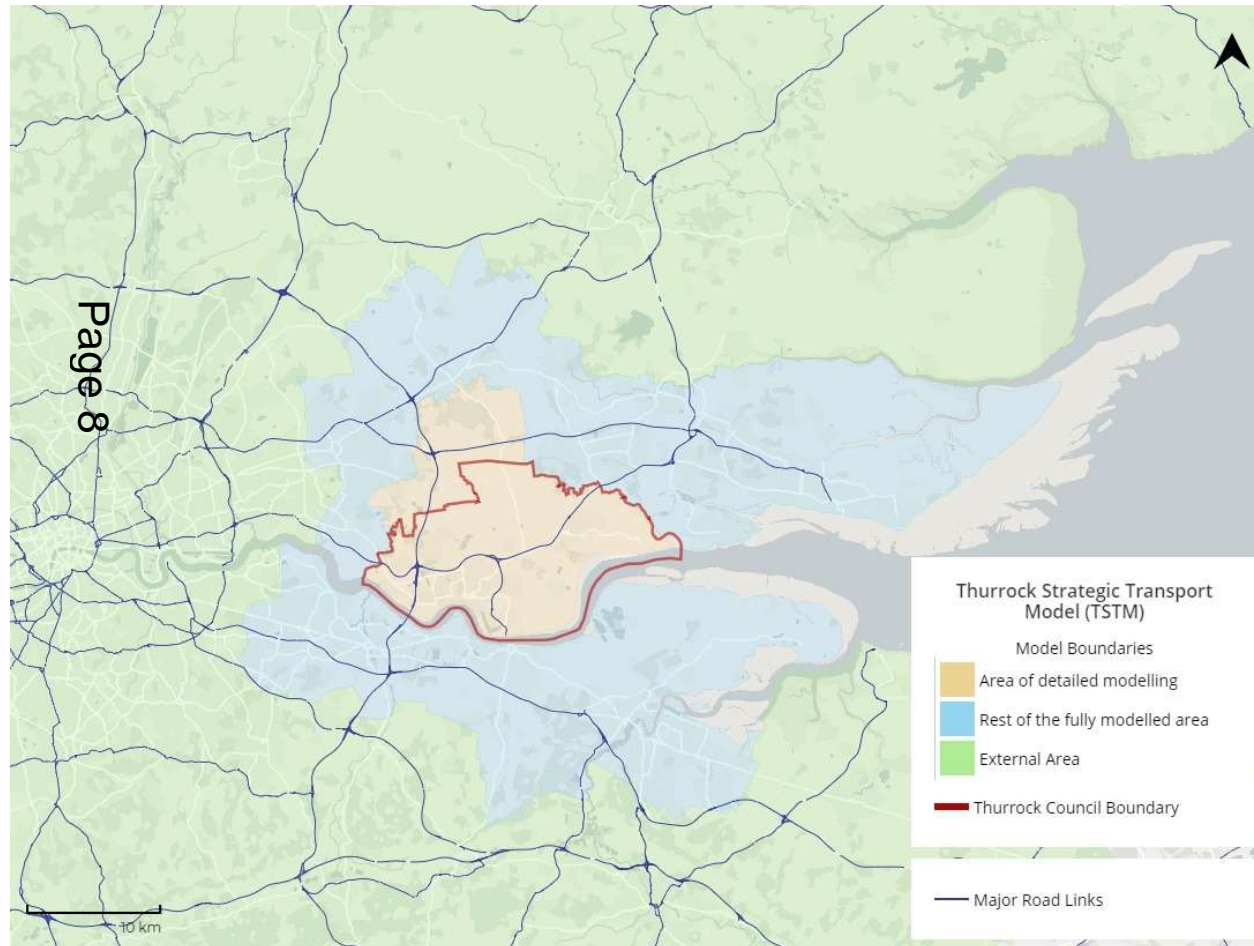 Page 8
Thurrock Strategic Transport
Model (TSTM)
Model Boundaries
Area of detailed modelling
Rest of the fully modelled area
External Area
Thurrock Council Boundary
Major Road Links
10 km